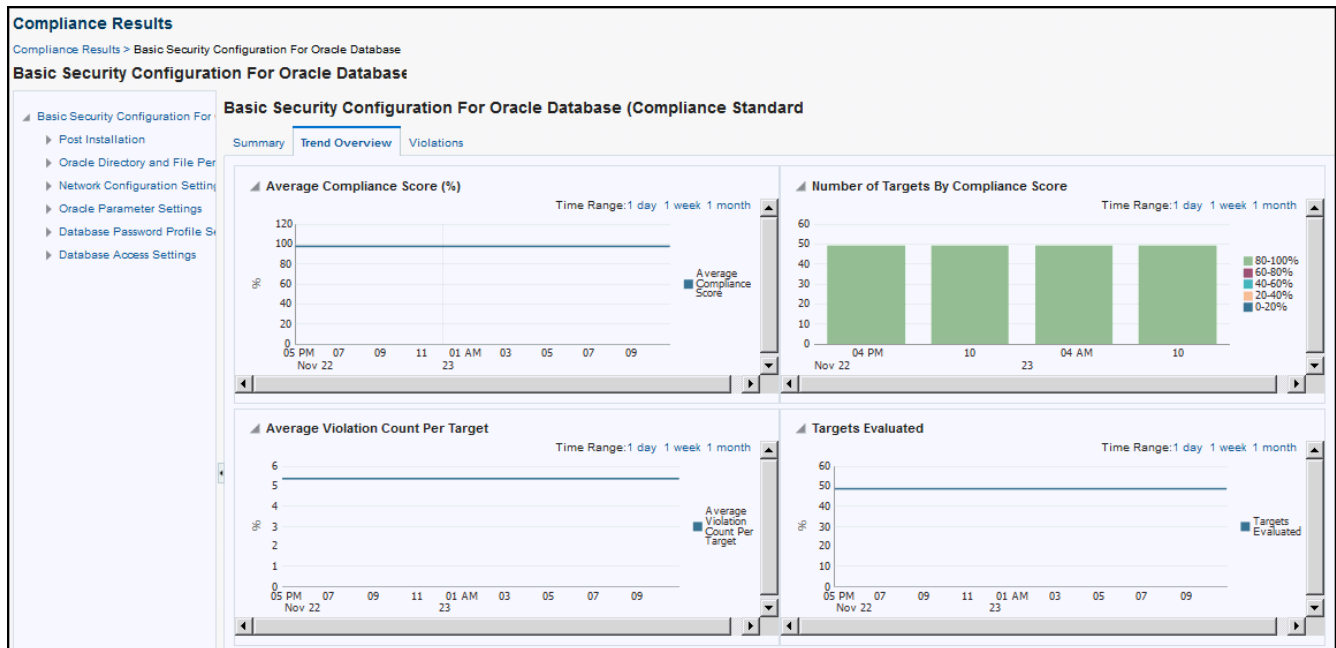 Compliance Results
Compliance Results > Basic Security Configuration For Oracle Database
Basic Security Configuration For Oracle Database
Basic Security Configuration For
Post Installation
Oracle Directory and File Per
Network Configuration Setting
Oracle Parameter Settings
Database Password Profile Se
Database Access Settings
Basic Security Configuration For Oracle Database (Compliance Standard
Summary Trend Overview Violations
Average Compliance Score (%)
Time Range:1 day 1 week 1 month
120
100
80
60
40
20
0
%
05 PM 07 09 11 01 AM 03 05 07 09
Nov 22 23
Average
Compliance
Score
Number of Targets By Compliance Score
Time Range:1 day 1 week 1 month
60
50
40
30
20
10
0
04 PM 10 04 AM 10
Nov 22 23
80-100%
60-80%
40-60%
20-40%
0-20%
Average Violation Count Per Target
Time Range:1 day 1 week 1 month
6
5
4
3
2
1
0
%
05 PM 07 09 11 01 AM 03 05 07 09
Nov 22 23
Average
Violation
Count Per
Target
Targets Evaluated
Time Range:1 day 1 week 1 month
60
50
40
30
20
10
0
%
05 PM 07 09 11 01 AM 03 05 07 09
Nov 22 23
Targets
Evaluated